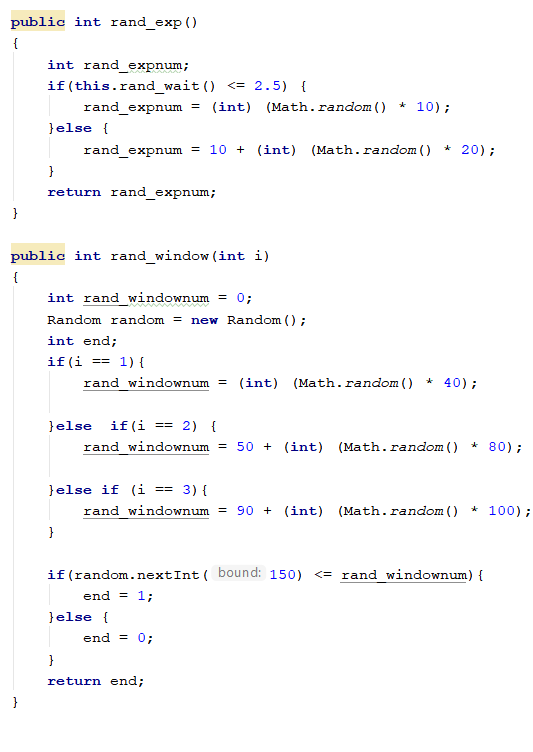 public int rand_exp()
{
    int rand_expnum;
    if(this.rand_wait() <= 2.5) {
        rand_expnum = (int) (Math.random() * 10);
    }else {
        rand_expnum = 10 + (int) (Math.random() * 20);
    }
    return rand_expnum;
}

public int rand_window(int i)
{
    int rand_windownum = 0;
    Random random = new Random();
    int end;
    if(i == 1){
        rand_windownum = (int) (Math.random() * 40);

    }else  if(i == 2) {
        rand_windownum = 50 + (int) (Math.random() * 80);

    }else if (i == 3){
        rand_windownum = 90 + (int) (Math.random() * 100);
    }

    if(random.nextInt( bound: 150) <= rand_windownum){
        end = 1;
    }else {
        end = 0;
    }
    return end;
}